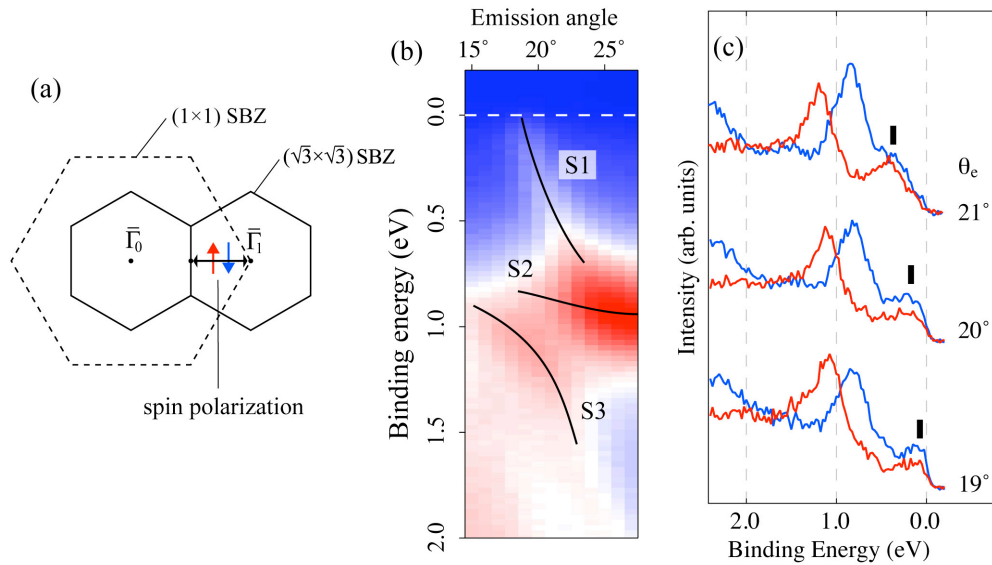 (a)
(1×1) SBZ
(√3×√3) SBZ
Γ̅₀
Γ̅₁
spin polarization
(b)
Emission angle
15° 20° 25°
Binding energy (eV)
0.0
0.5
1.0
1.5
2.0
S1
S2
S3
(c)
Intensity (arb. units)
θₑ
21°
20°
19°
2.0 1.0 0.0
Binding Energy (eV)